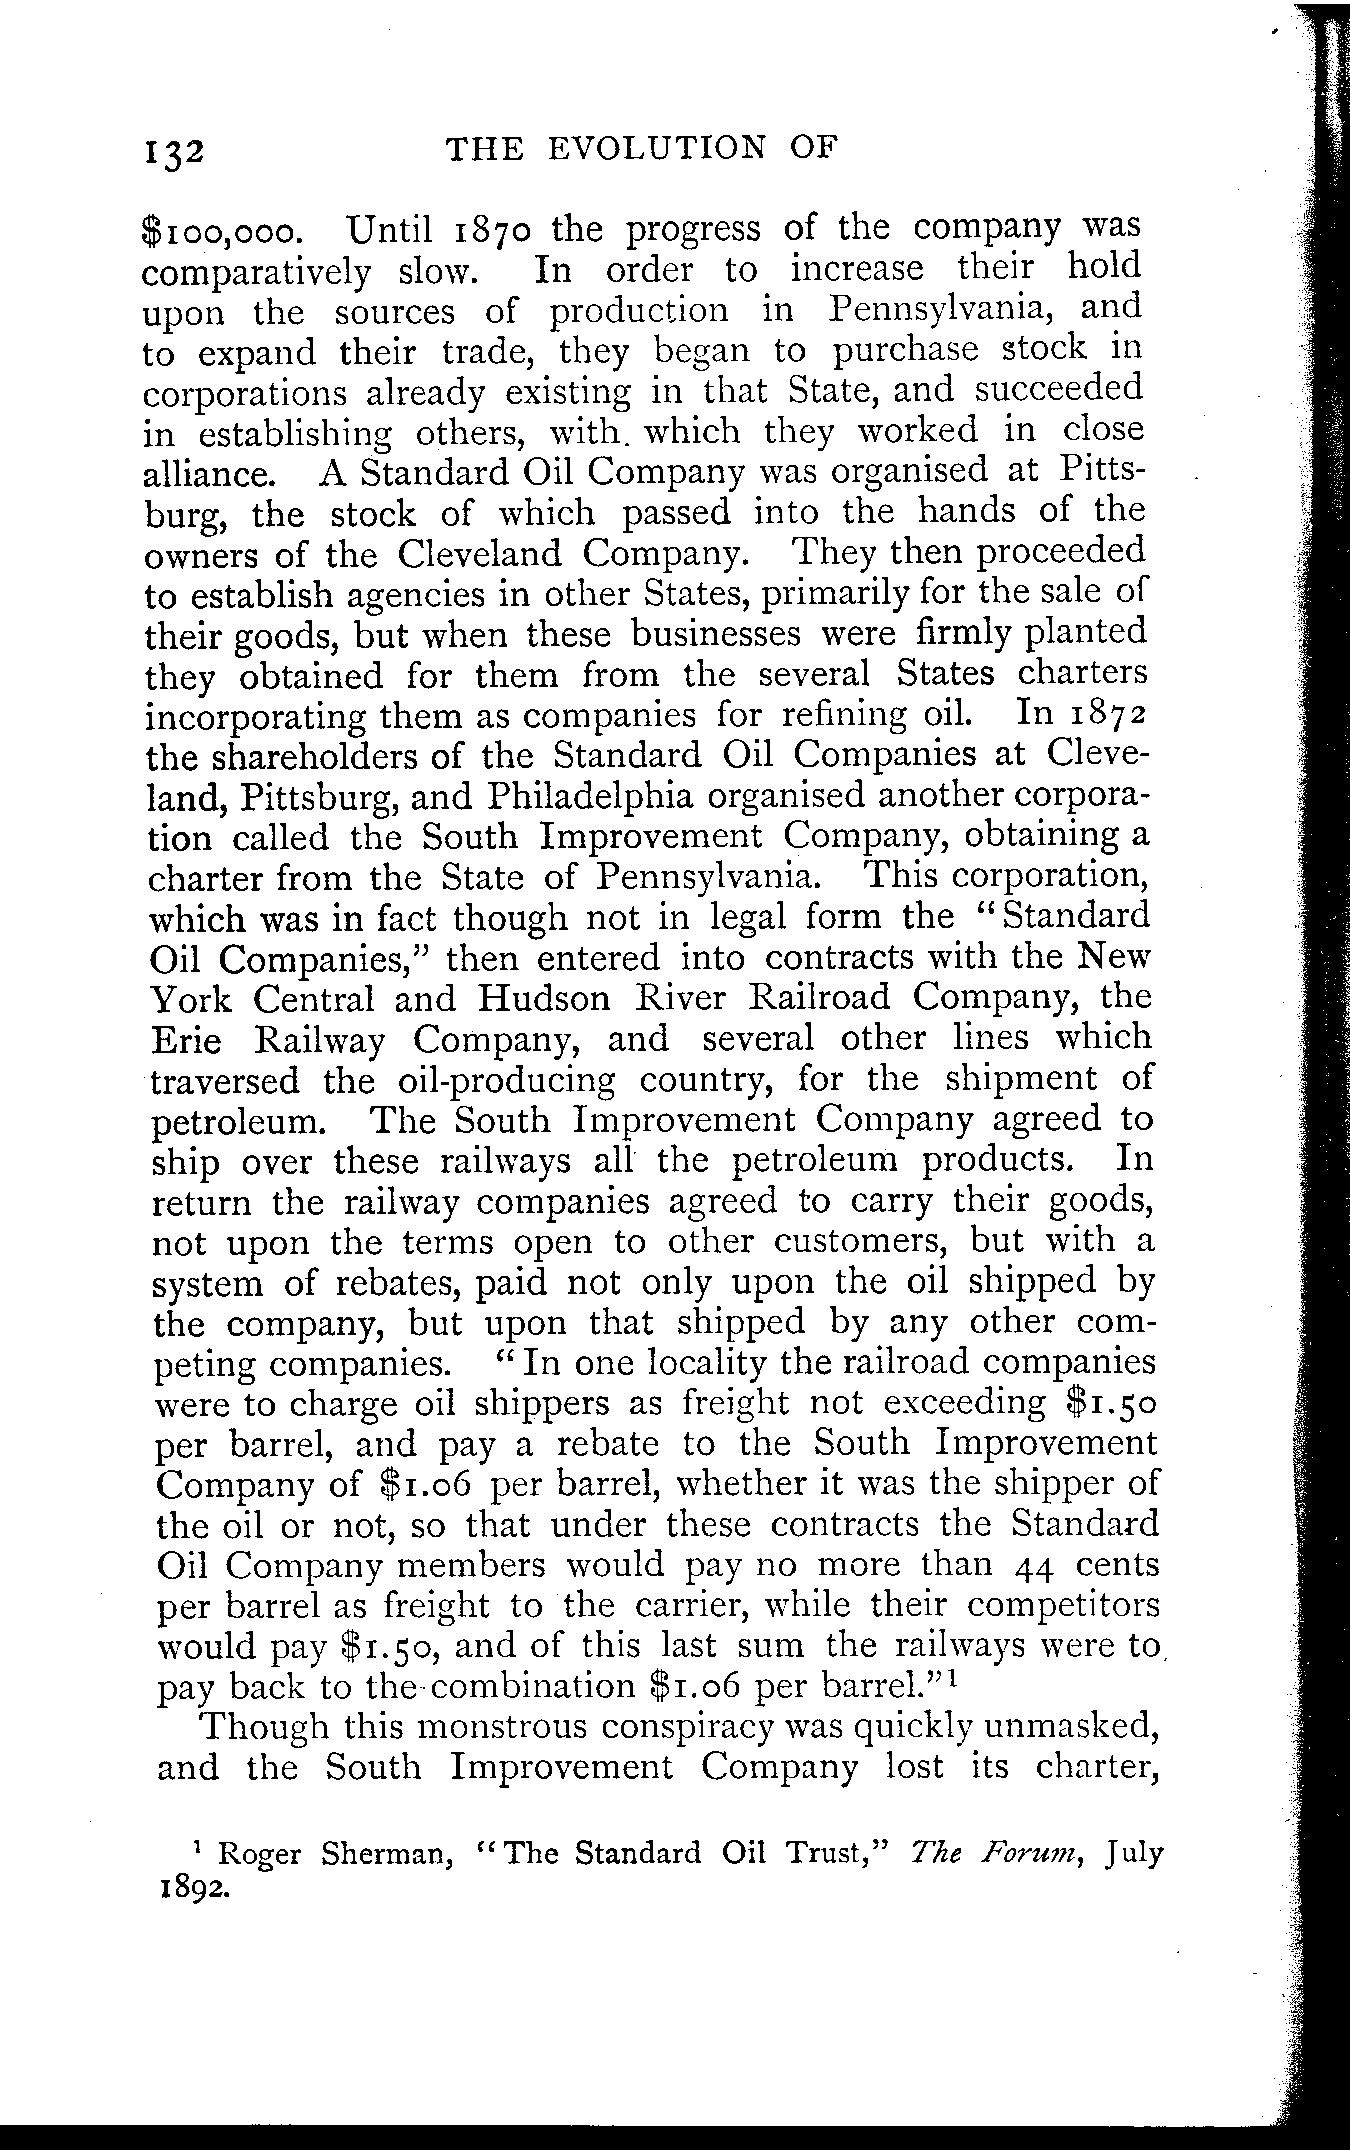 132 THE EVOLUTION OF
$100,000. Until 1870 the progress of the company was
comparatively slow. In order to increase their hold
upon the sources of production in Pennsylvania, and
to expand their trade, they began to purchase stock in
corporations already existing in that State, and succeeded
in establishing others, with. which they worked in close
alliance. A Standard Oil Company was organised at Pitts-
burg, the stock of which passed into the hands of the
owners of the Cleveland Company. They then proceeded
to establish agencies in other States, primarily for the sale of
their goods, but when these businesses were firmly planted
they obtained for them from the several States charters
incorporating them as companies for refining oil. In 1872
the shareholders of the Standard Oil Companies at Cleve-
land, Pittsburg, and Philadelphia organised another corpora-
tion called the South Improvement Company, obtaining a
charter from the State of Pennsylvania. This corporation,
which was in fact though not in legal form the "Standard
Oil Companies," then entered into contracts with the New
York Central and Hudson River Railroad Company, the
Erie Railway Company, and several other lines which
traversed the oil-producing country, for the shipment of
petroleum. The South Improvement Company agreed to
ship over these railways all the petroleum products. In
return the railway companies agreed to carry their goods,
not upon the terms open to other customers, but with a
system of rebates, paid not only upon the oil shipped by
the company, but upon that shipped by any other com-
peting companies. "In one locality the railroad companies
were to charge oil shippers as freight not exceeding $1.50
per barrel, and pay a rebate to the South Improvement
Company of $1.06 per barrel, whether it was the shipper of
the oil or not, so that under these contracts the Standard
Oil Company members would pay no more than 44 cents
per barrel as freight to the carrier, while their competitors
would pay $1.50, and of this last sum the railways were to
pay back to the combination $1.06 per barrel."¹
Though this monstrous conspiracy was quickly unmasked,
and the South Improvement Company lost its charter,
¹ Roger Sherman, "The Standard Oil Trust," The Forum, July
1892.